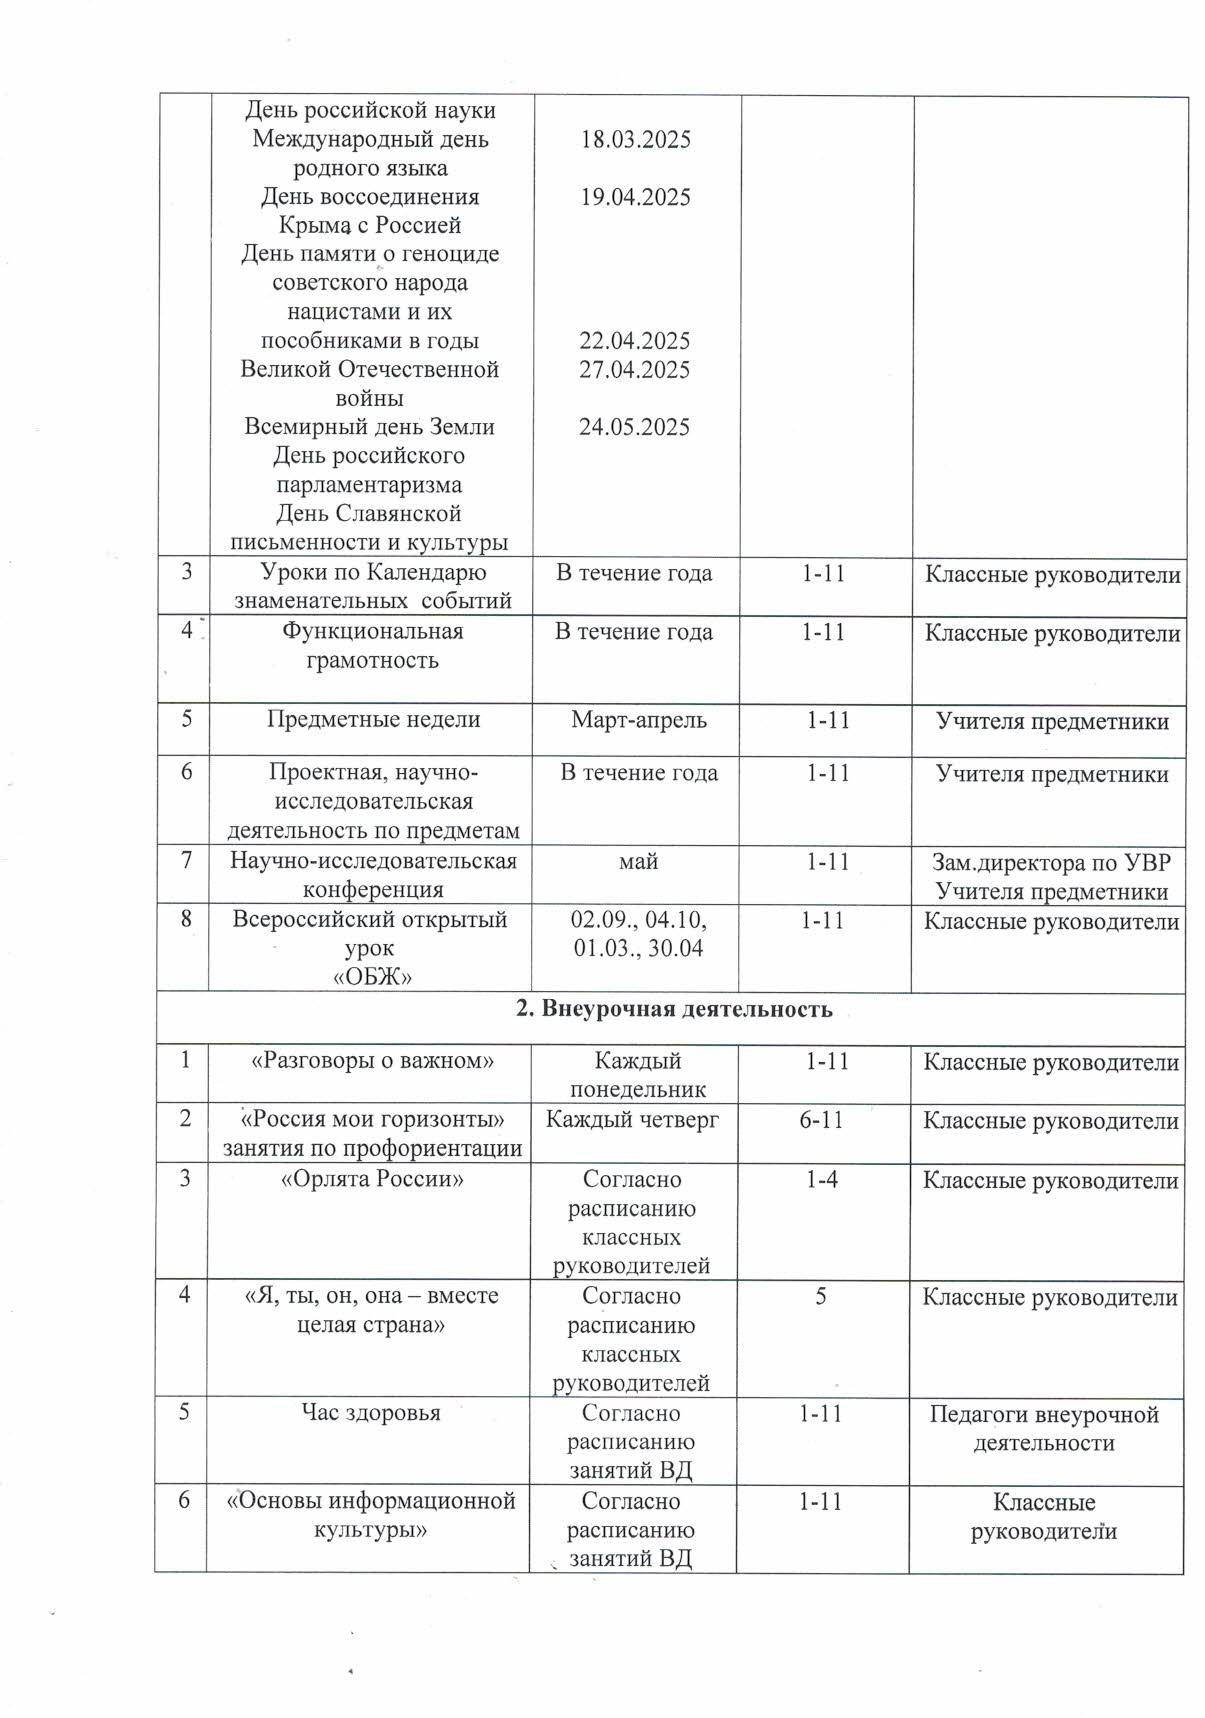 День российской науки
Международный день
родного языка
День воссоединения
Крыма с Россией
День памяти о геноциде
советского народа
нацистами и их
пособниками в годы
Великой Отечественной
войны
Всемирный день Земли
День российского
парламентаризма
День Славянской
письменности и культуры
18.03.2025
19.04.2025
22.04.2025
27.04.2025
24.05.2025
3
Уроки по Календарю
знаменательных событий
В течение года
1-11
Классные руководители
4
Функциональная
грамотность
В течение года
1-11
Классные руководители
5
Предметные недели
Март-апрель
1-11
Учителя предметники
6
Проектная, научно-
исследовательская
деятельность по предметам
В течение года
1-11
Учителя предметники
7
Научно-исследовательская
конференция
май
1-11
Зам.директора по УВР
Учителя предметники
8
Всероссийский открытый
урок
«ОБЖ»
02.09., 04.10,
01.03., 30.04
1-11
Классные руководители
2. Внеурочная деятельность
1
«Разговоры о важном»
Каждый
понедельник
1-11
Классные руководители
2
«Россия мои горизонты»
занятия по профориентации
Каждый четверг
6-11
Классные руководители
3
«Орлята России»
Согласно
расписанию
классных
руководителей
1-4
Классные руководители
4
«Я, ты, он, она – вместе
целая страна»
Согласно
расписанию
классных
руководителей
5
Классные руководители
5
Час здоровья
Согласно
расписанию
занятий ВД
1-11
Педагоги внеурочной
деятельности
6
«Основы информационной
культуры»
Согласно
расписанию
занятий ВД
1-11
Классные
руководители